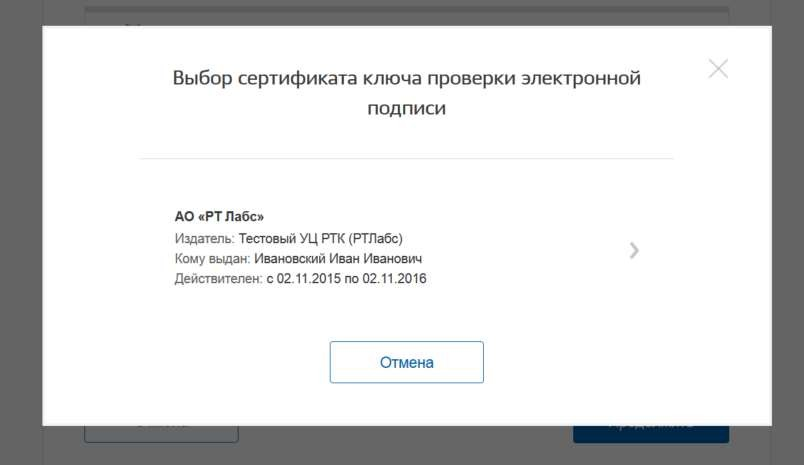 Выбор сертификата ключа проверки электронной
подписи
АО «РТ Лабс»
Издатель: Тестовый УЦ РТК (РТЛабс)
Кому выдан: Ивановский Иван Иванович
Действителен: с 02.11.2015 по 02.11.2016
Отмена